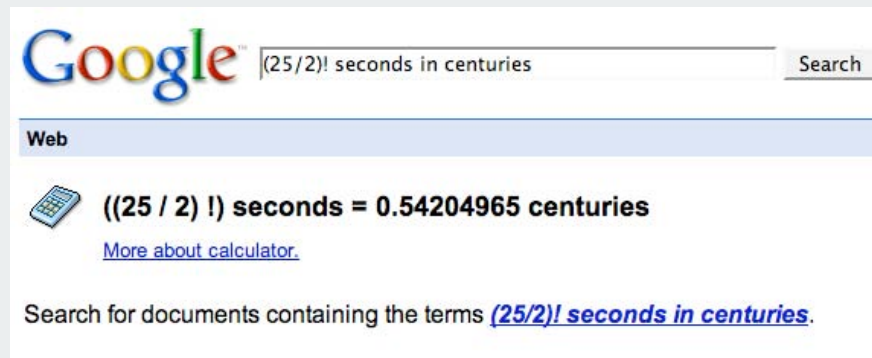 Google™ (25/2)! seconds in centuries Search
Web
((25 / 2) !) seconds = 0.54204965 centuries
More about calculator.
Search for documents containing the terms (25/2)! seconds in centuries.